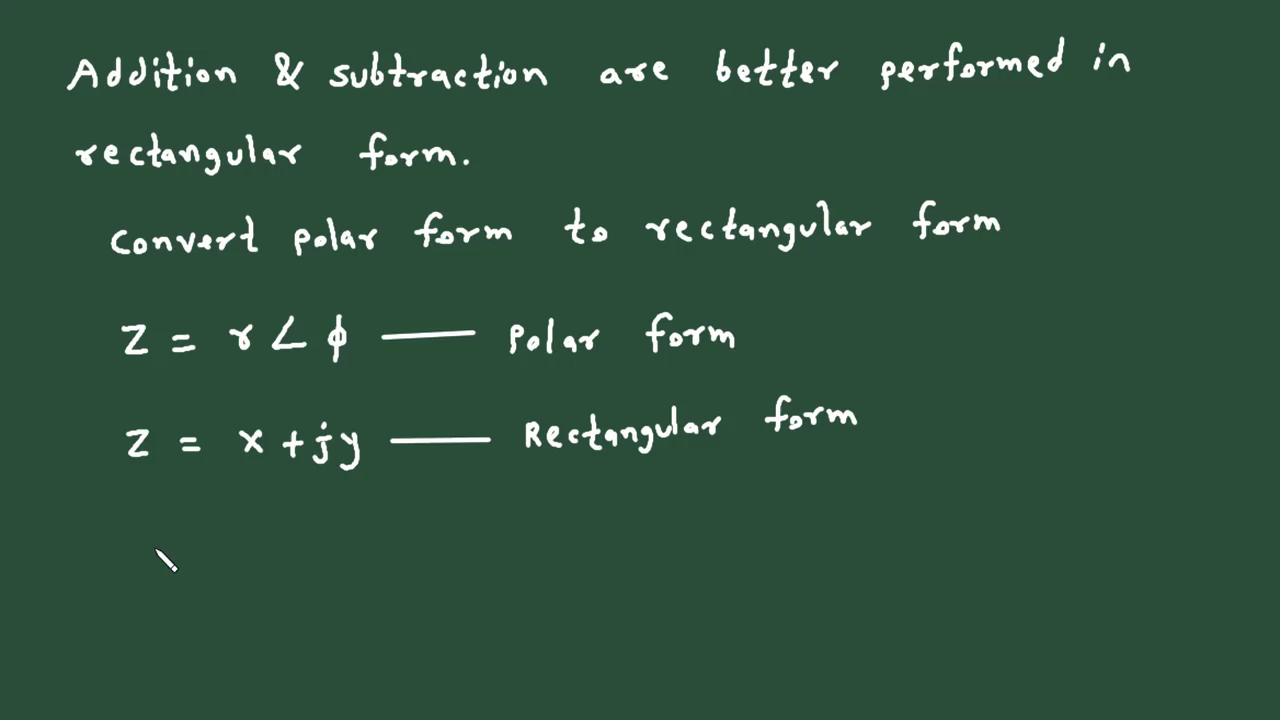 Addition & subtraction are better performed in
rectangular form.
Convert polar form to rectangular form
Z = r∠ϕ — Polar form
Z = x + jy — Rectangular form